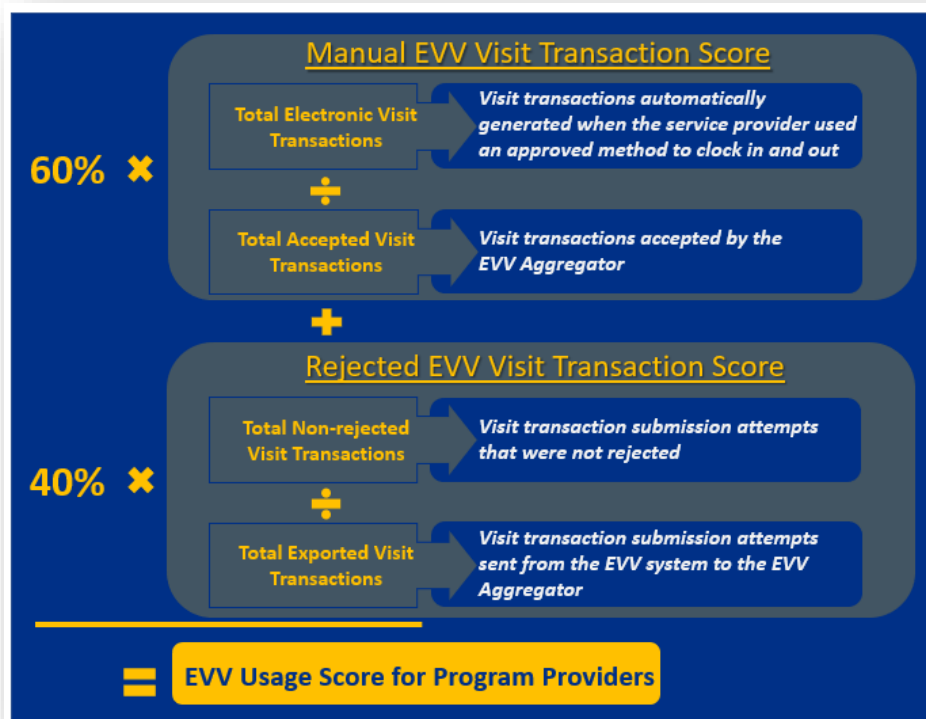 Manual EVV Visit Transaction Score
60% ✖
Total Electronic Visit
Transactions
Visit transactions automatically
generated when the service provider used
an approved method to clock in and out
÷
Total Accepted Visit
Transactions
Visit transactions accepted by the
EVV Aggregator
+
Rejected EVV Visit Transaction Score
40% ✖
Total Non-rejected
Visit Transactions
Visit transaction submission attempts
that were not rejected
÷
Total Exported Visit
Transactions
Visit transaction submission attempts
sent from the EVV system to the EVV
Aggregator
= EVV Usage Score for Program Providers